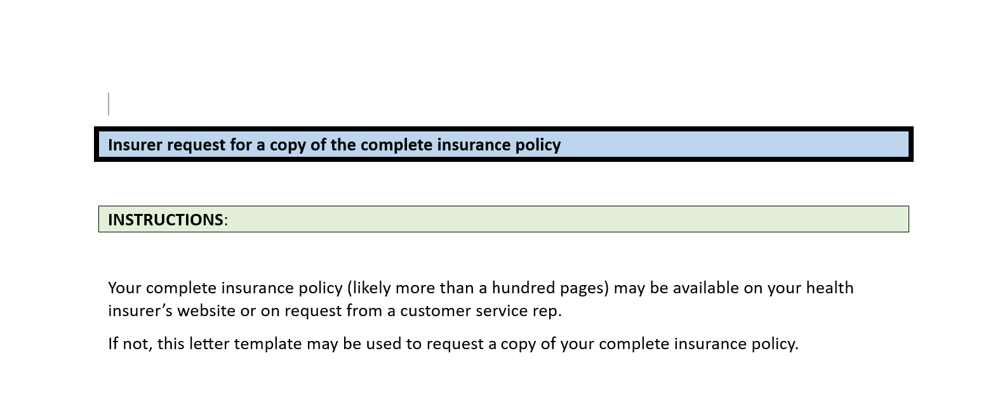 Insurer request for a copy of the complete insurance policy
INSTRUCTIONS:
Your complete insurance policy (likely more than a hundred pages) may be available on your health
insurer’s website or on request from a customer service rep.
If not, this letter template may be used to request a copy of your complete insurance policy.